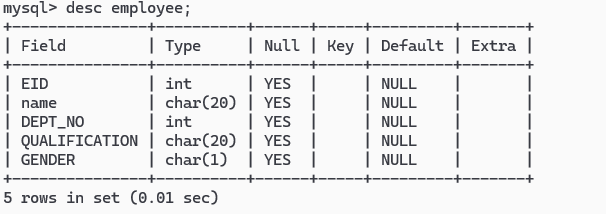 mysql> desc employee;
+---------------+----------+------+-----+---------+-------+
| Field         | Type     | Null | Key | Default | Extra |
+---------------+----------+------+-----+---------+-------+
| EID           | int      | YES  |     | NULL    |       |
| name          | char(20) | YES  |     | NULL    |       |
| DEPT_NO       | int      | YES  |     | NULL    |       |
| QUALIFICATION | char(20) | YES  |     | NULL    |       |
| GENDER        | char(1)  | YES  |     | NULL    |       |
+---------------+----------+------+-----+---------+-------+
5 rows in set (0.01 sec)